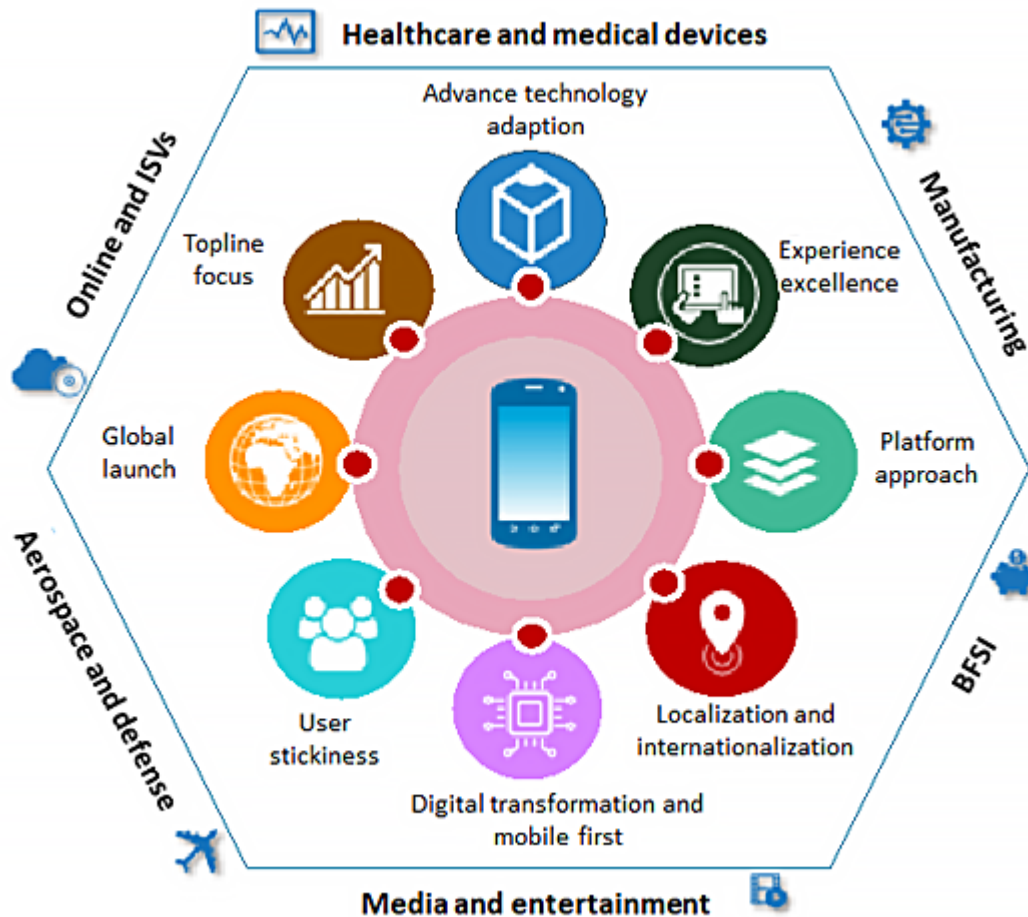 Healthcare and medical devices
Advance technology
adaption
Online and ISVs
Manufacturing
Topline
focus
Experience
excellence
Global
launch
Platform
approach
Aerospace and defense
BFSI
User
stickiness
Localization and
internationalization
Digital transformation and
mobile first
Media and entertainment